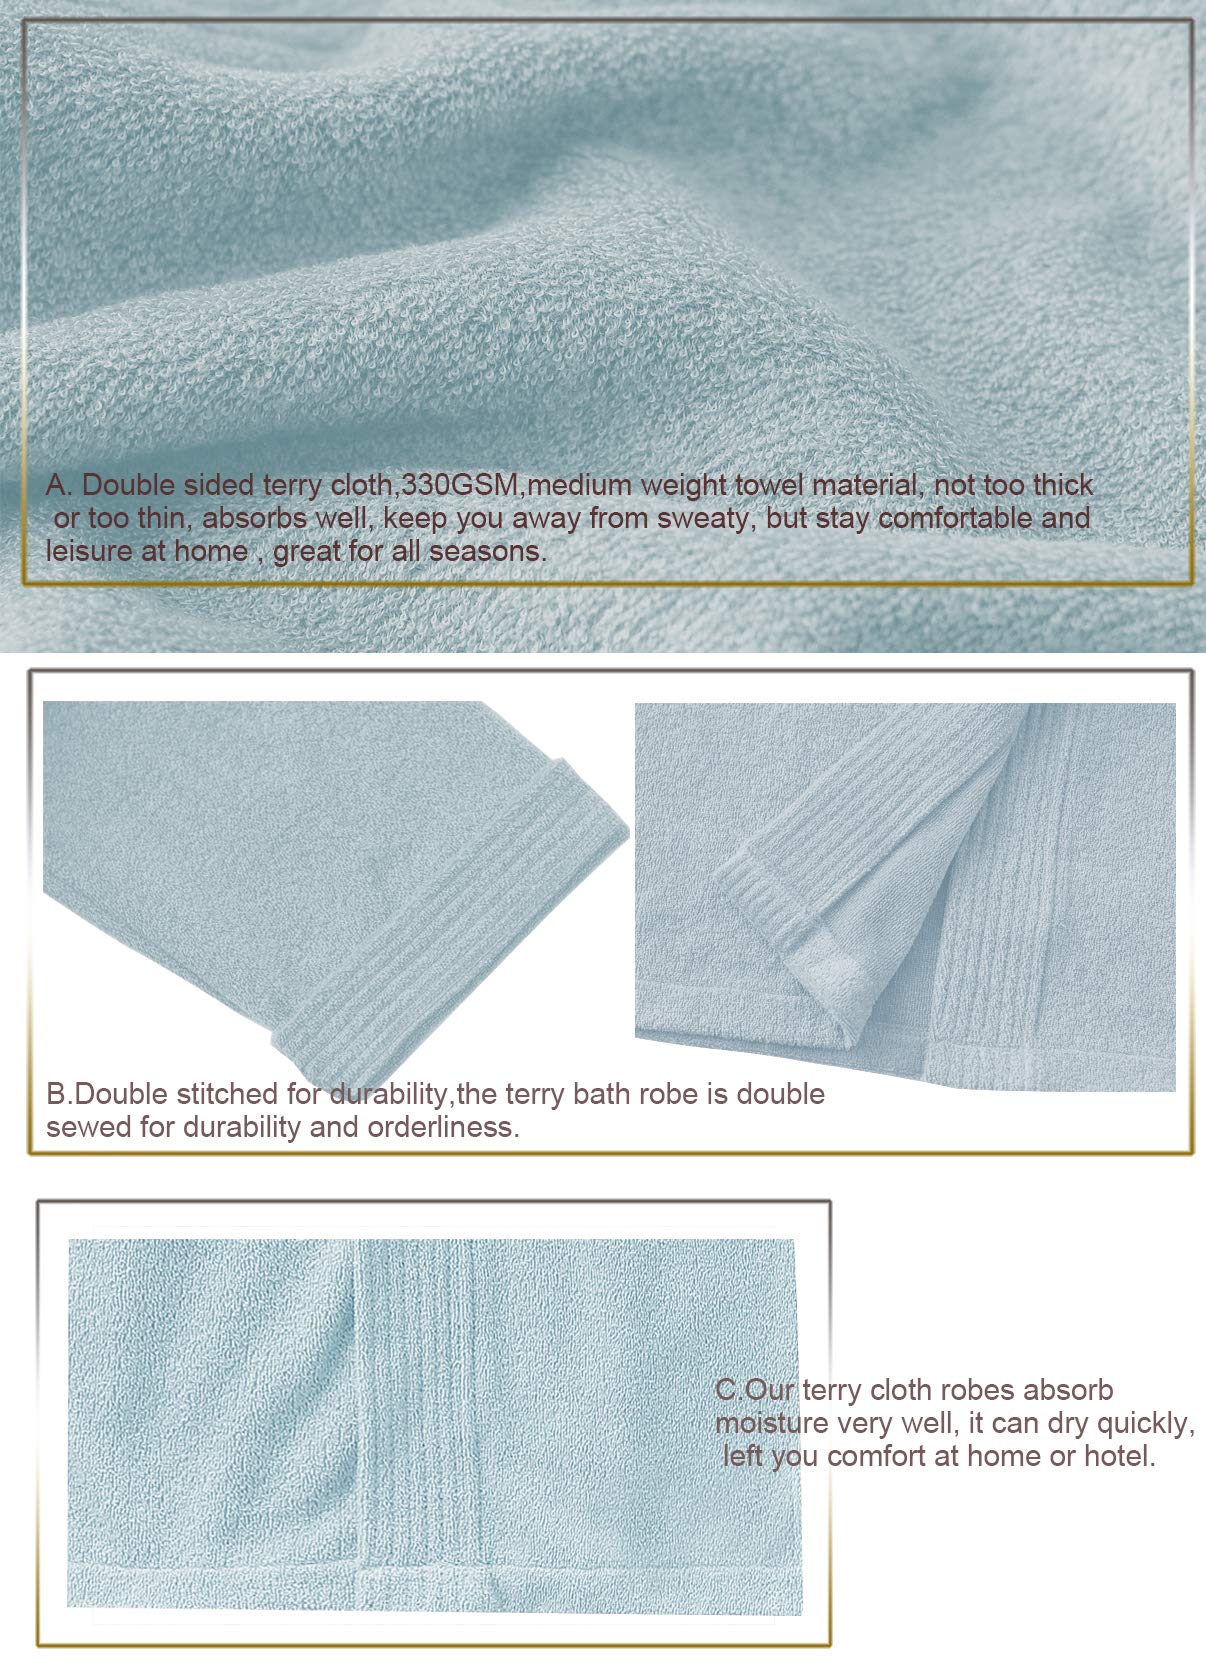 A. Double sided terry cloth,330GSM,medium weight towel material, not too thick
or too thin, absorbs well, keep you away from sweaty, but stay comfortable and
leisure at home , great for all seasons.
B.Double stitched for durability,the terry bath robe is double
sewed for durability and orderliness.
C.Our terry cloth robes absorb
moisture very well, it can dry quickly,
left you comfort at home or hotel.